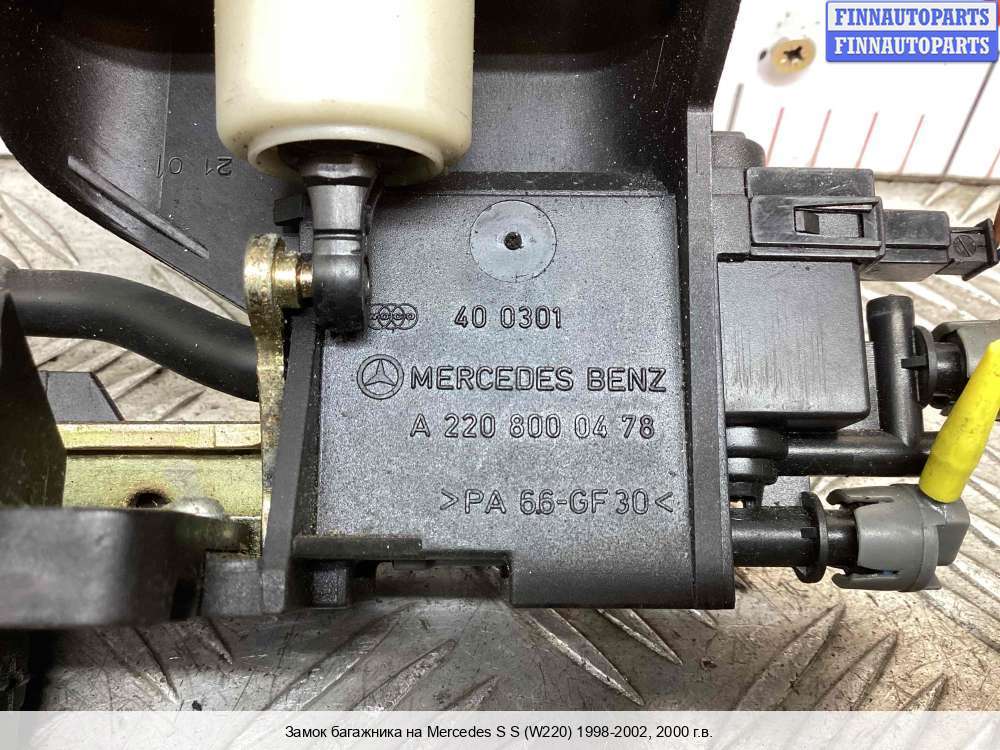 FINNAUTOPARTS
FINNAUTOPARTS
21 01
40 0301
MERCEDES BENZ
A 220 800 04 78
>PA 6.6-GF 30<
Замок багажника на Mercedes S S (W220) 1998-2002, 2000 г.в.